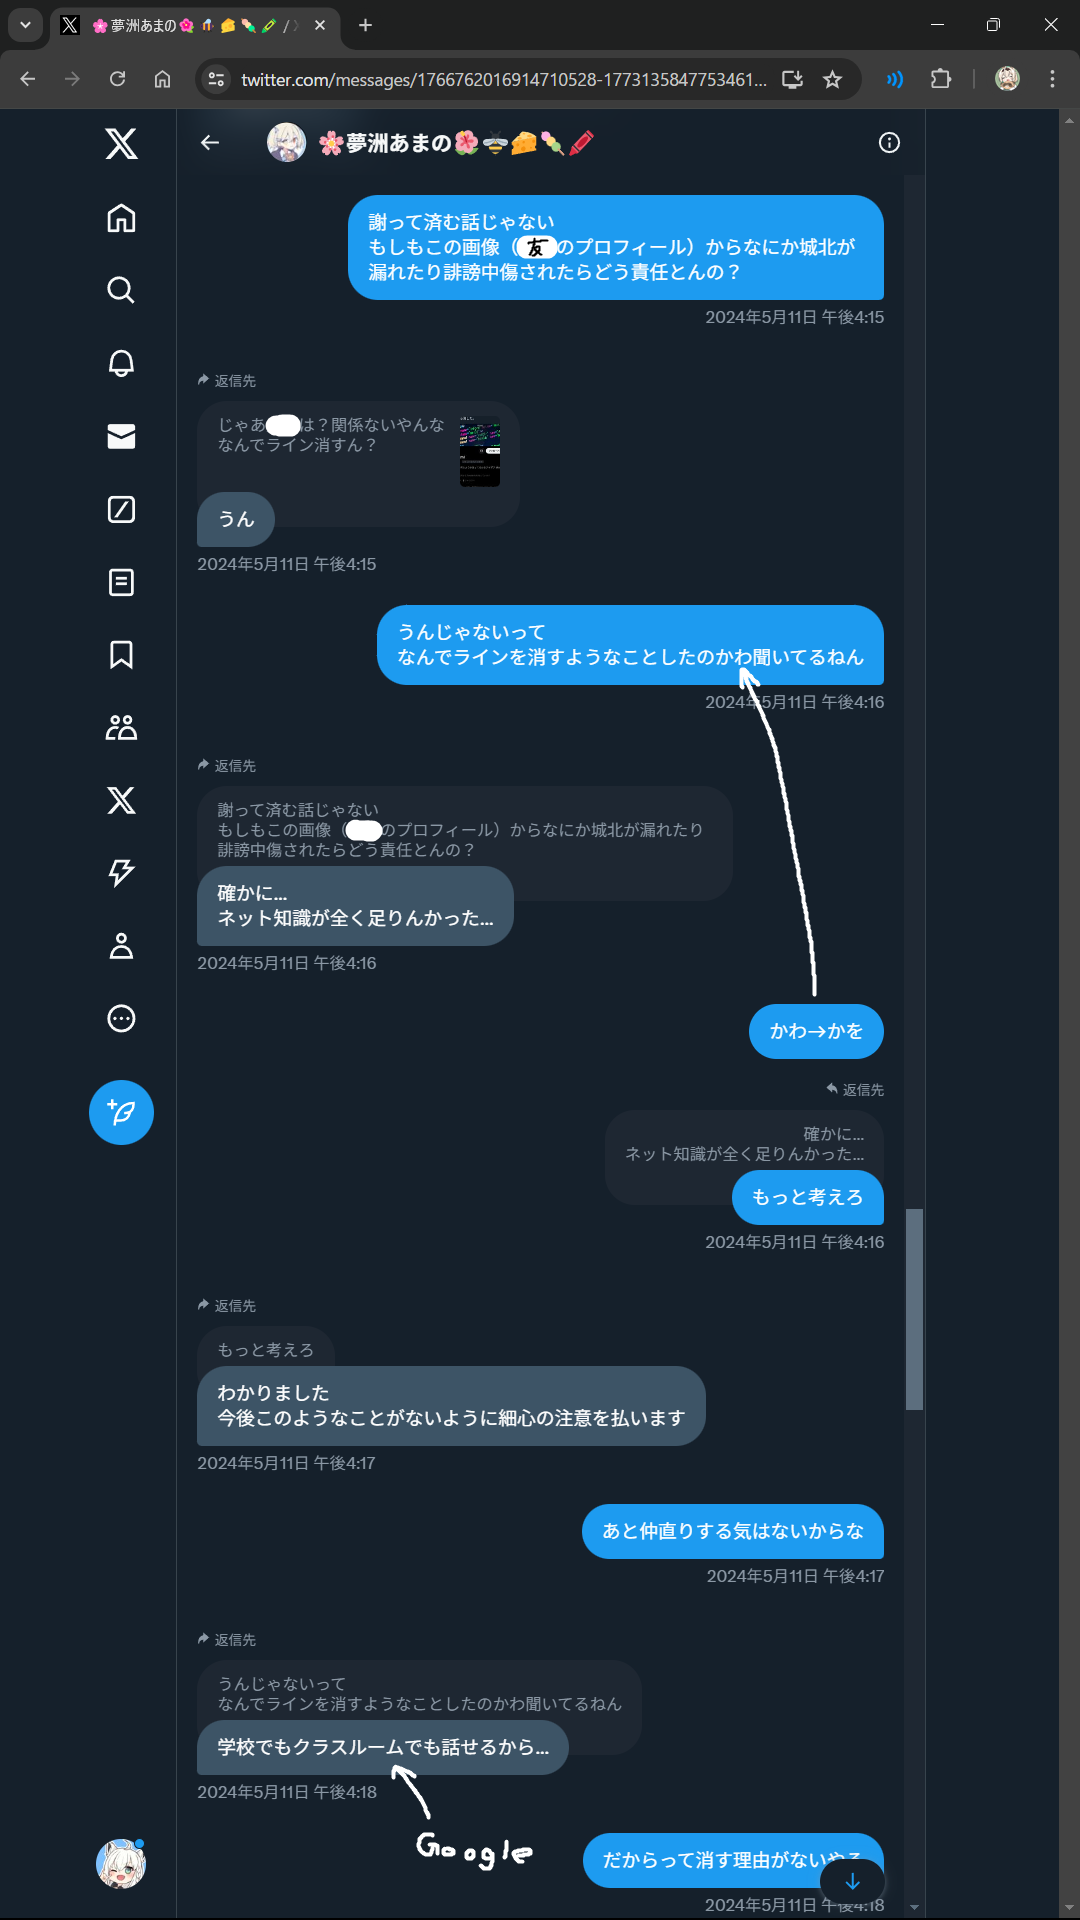 🌸夢洲あまの🌺🐝🧀🍡🖍 / X
twitter.com/messages/1766762016914710528-1773135847753461...
🌸夢洲あまの🌺🐝🧀🍡🖍️
謝って済む話じゃない
もしもこの画像（友のプロフィール）からなにか城北が
漏れたり誹謗中傷されたらどう責任とんの？
2024年5月11日 午後4:15
返信先
じゃあ は？関係ないやんな
なんでライン消すん？
うん
2024年5月11日 午後4:15
うんじゃないって
なんでラインを消すようなことしたのかわ聞いてるねん
2024年5月11日 午後4:16
返信先
謝って済む話じゃない
もしもこの画像（ のプロフィール）からなにか城北が漏れたり
誹謗中傷されたらどう責任とんの？
確かに...
ネット知識が全く足りんかった...
2024年5月11日 午後4:16
かわ→かを
返信先
確かに...
ネット知識が全く足りんかった...
もっと考えろ
2024年5月11日 午後4:16
返信先
もっと考えろ
わかりました
今後このようなことがないように細心の注意を払います
2024年5月11日 午後4:17
あと仲直りする気はないからな
2024年5月11日 午後4:17
返信先
うんじゃないって
なんでラインを消すようなことしたのかわ聞いてるねん
学校でもクラスルームでも話せるから...
2024年5月11日 午後4:18
Google
だからって消す理由がないやろ
2024年5月11日 午後4:18